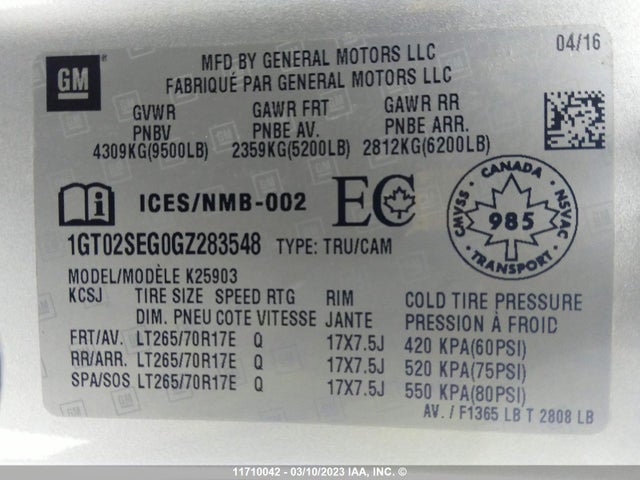 GM
MFD BY GENERAL MOTORS LLC
04/16
FABRIQUÉ PAR GENERAL MOTORS LLC
GVWR GAWR FRT GAWR RR
PNBV PNBE AV. PNBE ARR.
4309KG(9500LB) 2359KG(5200LB) 2812KG(6200LB)
ICES/NMB-002
EC
CANADA
CMVSS 985 NSVAC
TRANSPORT
1GT02SEG0GZ283548 TYPE: TRU/CAM
MODEL/MODÈLE K25903
KCSJ TIRE SIZE SPEED RTG RIM COLD TIRE PRESSURE
DIM. PNEU COTE VITESSE JANTE PRESSION À FROID
FRT/AV. LT265/70R17E Q 17X7.5J 420 KPA(60PSI)
RR/ARR. LT265/70R17E Q 17X7.5J 520 KPA(75PSI)
SPA/SOS LT265/70R17E Q 17X7.5J 550 KPA(80PSI)
AV. / F1365 LB T 2808 LB
11710042 - 03/10/2023 IAA, INC. ©